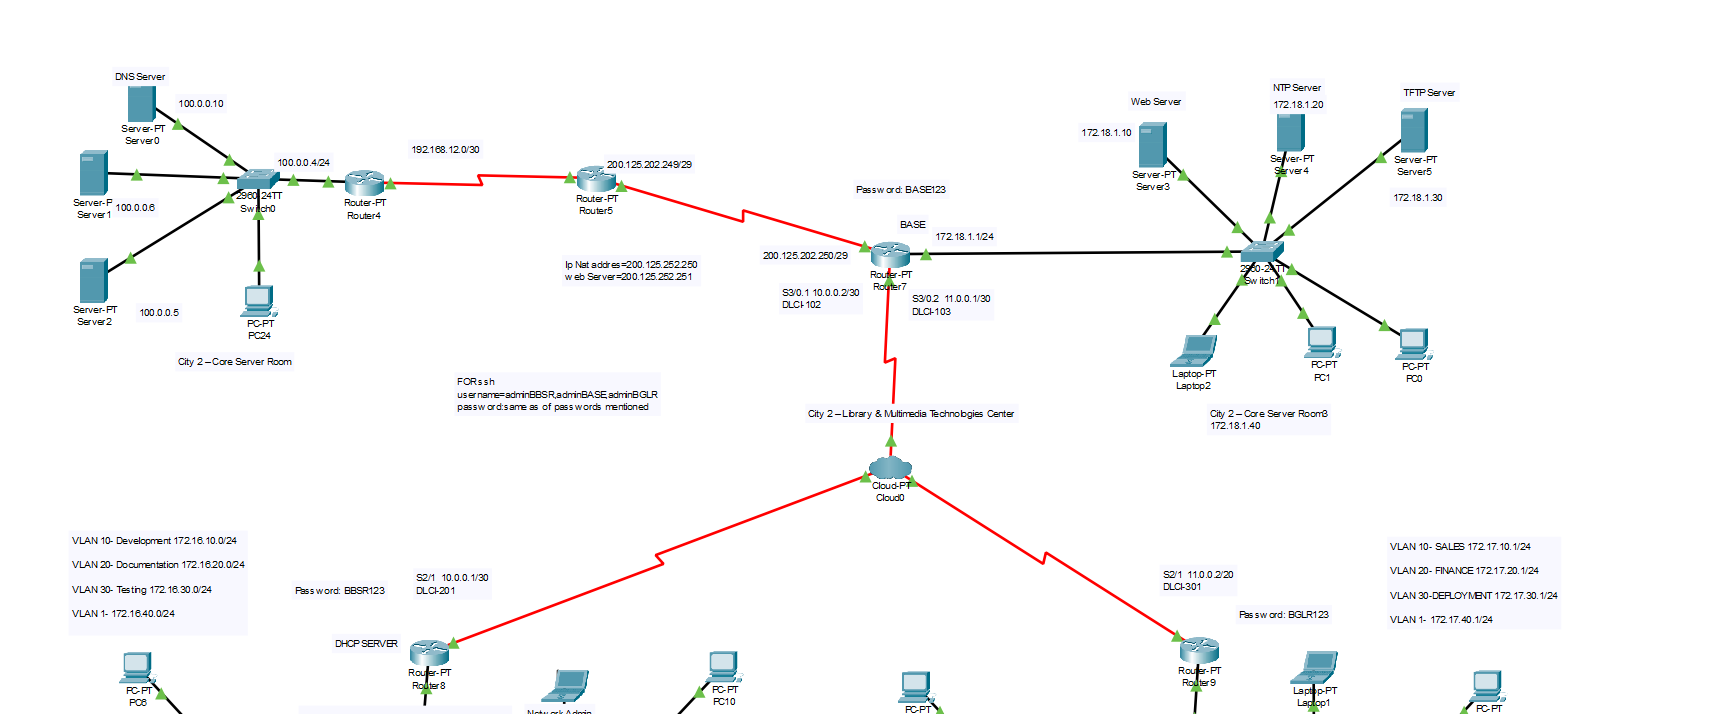 DNS Server
100.0.0.10
Server-PT
Server0
100.0.0.4/24
2960-24TT
Switch0
Server-P
Server1
100.0.0.6
Server-PT
Server2
100.0.0.5
PC-PT
PC24
City 2 – Core Server Room
Router-PT
Router4
192.168.12.0/30
200.125.202.249/29
Router-PT
Router5
Ip Nat addres=200.125.252.250
web Server=200.125.252.251
Password: BASE123
BASE
172.18.1.1/24
200.125.202.250/29
Router-PT
Router7
S3/0.1 10.0.0.2/30
DLCI-102
S3/0.2 11.0.0.1/30
DLCI-103
Web Server
172.18.1.10
Server-PT
Server3
NTP Server
172.18.1.20
Server-PT
Server4
TFTP Server
Server-PT
Server5
172.18.1.30
2960-24TT
Laptop-PT
Laptop2
PC-PT
PC1
PC-PT
PC0
City 2 – Core Server Room3
172.18.1.40
FOR ssh
username=adminBBSR,adminBASE,adminBGLR
password:same as of passwords mentioned
City 2 – Library & Multimedia Technologies Center
Cloud-PT
Cloud0
VLAN 10- Development 172.16.10.0/24
VLAN 20- Documentation 172.16.20.0/24
VLAN 30- Testing 172.16.30.0/24
VLAN 1- 172.16.40.0/24
Password: BBSR123
S2/1 10.0.0.1/30
DLCI-201
DHCP SERVER
Router-PT
Router8
PC-PT
PC6
Network Admin
PC-PT
PC10
S2/1 11.0.0.2/20
DLCI-301
Password: BGLR123
VLAN 10- SALES 172.17.10.1/24
VLAN 20- FINANCE 172.17.20.1/24
VLAN 30-DEPLOYMENT 172.17.30.1/24
VLAN 1- 172.17.40.1/24
Router-PT
Router9
Laptop-PT
Laptop1
PC-PT
PC-PT